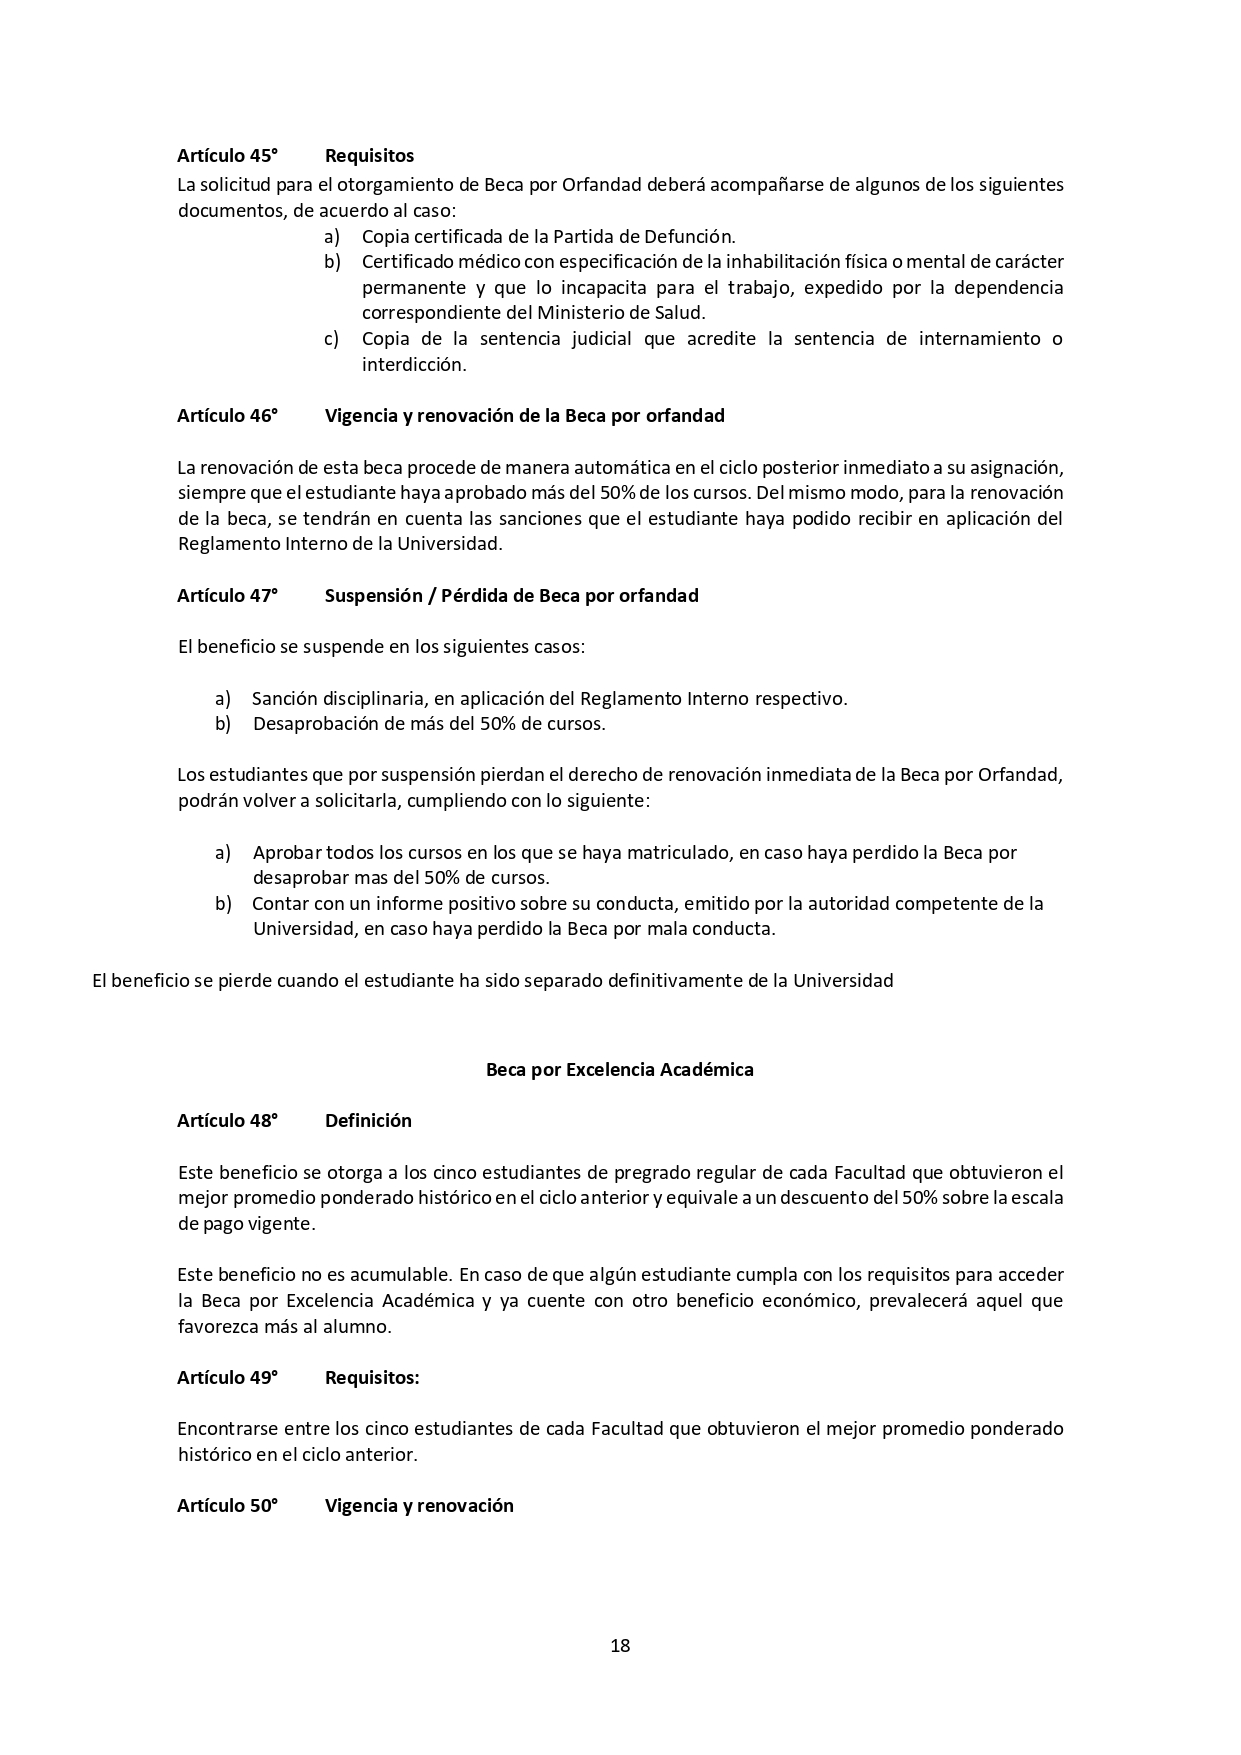 Artículo 45° Requisitos
La solicitud para el otorgamiento de Beca por Orfandad deberá acompañarse de algunos de los siguientes
documentos, de acuerdo al caso:
a) Copia certificada de la Partida de Defunción.
b) Certificado médico con especificación de la inhabilitación física o mental de carácter
permanente y que lo incapacita para el trabajo, expedido por la dependencia
correspondiente del Ministerio de Salud.
c) Copia de la sentencia judicial que acredite la sentencia de internamiento o
interdicción.
Artículo 46° Vigencia y renovación de la Beca por orfandad
La renovación de esta beca procede de manera automática en el ciclo posterior inmediato a su asignación,
siempre que el estudiante haya aprobado más del 50% de los cursos. Del mismo modo, para la renovación
de la beca, se tendrán en cuenta las sanciones que el estudiante haya podido recibir en aplicación del
Reglamento Interno de la Universidad.
Artículo 47° Suspensión / Pérdida de Beca por orfandad
El beneficio se suspende en los siguientes casos:
a) Sanción disciplinaria, en aplicación del Reglamento Interno respectivo.
b) Desaprobación de más del 50% de cursos.
Los estudiantes que por suspensión pierdan el derecho de renovación inmediata de la Beca por Orfandad,
podrán volver a solicitarla, cumpliendo con lo siguiente:
a) Aprobar todos los cursos en los que se haya matriculado, en caso haya perdido la Beca por
desaprobar mas del 50% de cursos.
b) Contar con un informe positivo sobre su conducta, emitido por la autoridad competente de la
Universidad, en caso haya perdido la Beca por mala conducta.
El beneficio se pierde cuando el estudiante ha sido separado definitivamente de la Universidad
Beca por Excelencia Académica
Artículo 48° Definición
Este beneficio se otorga a los cinco estudiantes de pregrado regular de cada Facultad que obtuvieron el
mejor promedio ponderado histórico en el ciclo anterior y equivale a un descuento del 50% sobre la escala
de pago vigente.
Este beneficio no es acumulable. En caso de que algún estudiante cumpla con los requisitos para acceder
la Beca por Excelencia Académica y ya cuente con otro beneficio económico, prevalecerá aquel que
favorezca más al alumno.
Artículo 49° Requisitos:
Encontrarse entre los cinco estudiantes de cada Facultad que obtuvieron el mejor promedio ponderado
histórico en el ciclo anterior.
Artículo 50° Vigencia y renovación
18